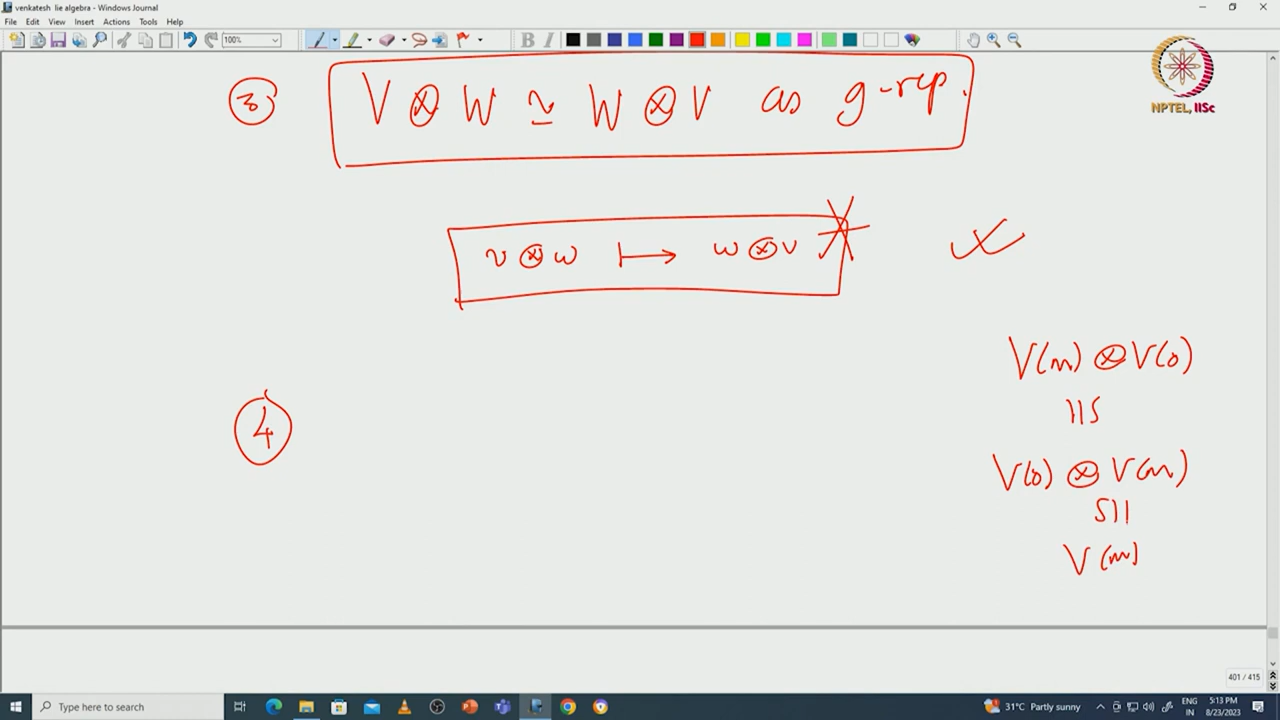 venkatesh lie algebra - Windows Journal
File Edit View Insert Actions Tools Help
100%
NPTEL, IISc
③ V ⊗ W ≃ W ⊗ V as g-rep.
v ⊗ w ⟼ w ⊗ v
V(m) ⊗ V(0)
≅
V(0) ⊗ V(m)
≅
V(m)
④
401 / 415
Type here to search
31°C Partly sunny
ENG
IN
5:13 PM
8/23/2023